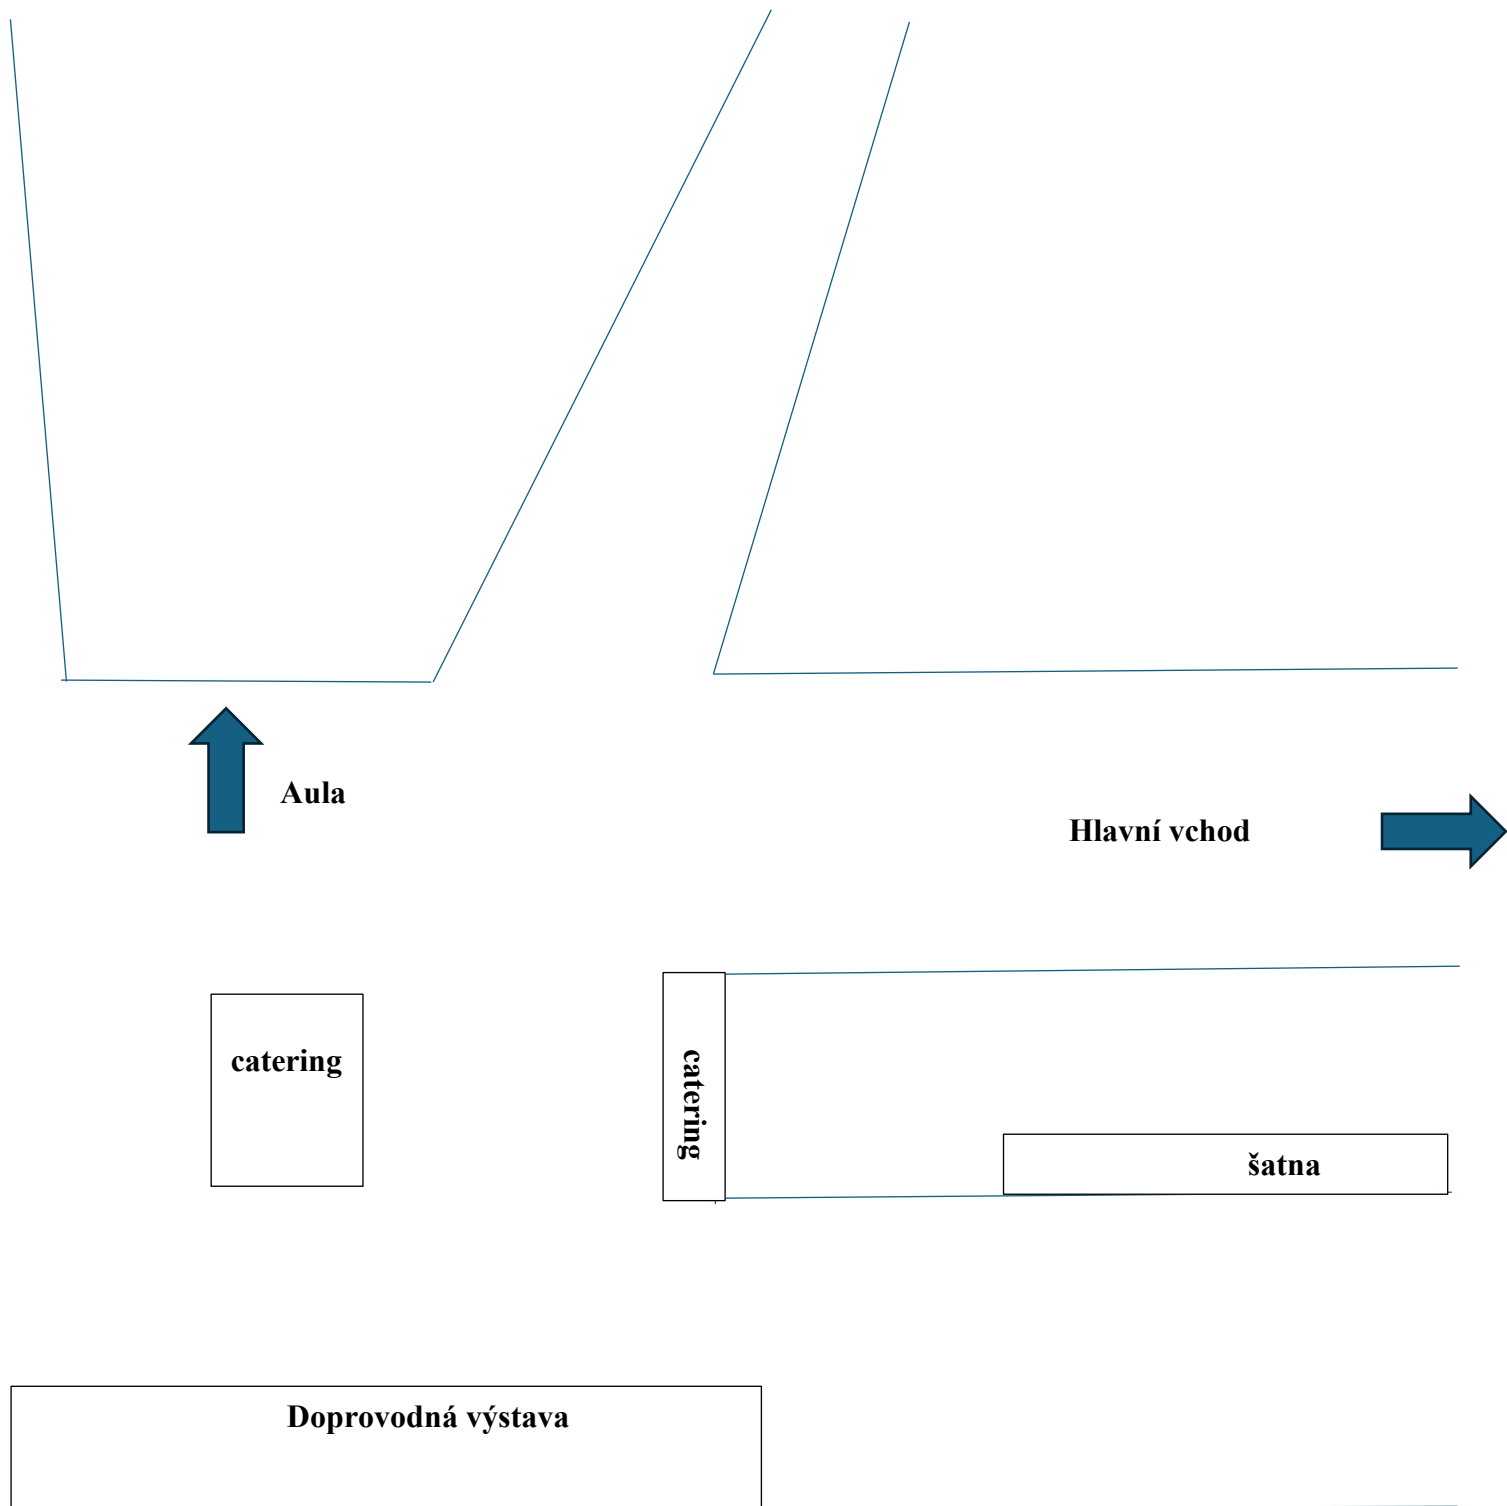 Aula
Hlavní vchod
catering
catering
šatna
Doprovodná výstava